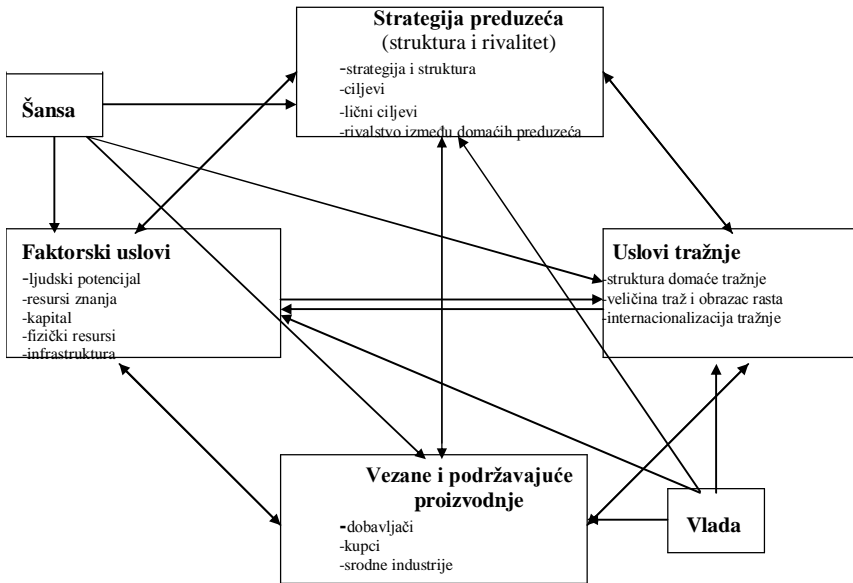 Strategija preduzeća
(struktura i rivalitet)
-strategija i struktura
-ciljevi
-lični ciljevi
-rivalstvo između domaćih preduzeća
Šansa
Faktorski uslovi
-ljudski potencijal
-resursi znanja
-kapital
-fizički resursi
-infrastruktura
Uslovi tražnje
-struktura domaće tražnje
-veličina traž i obrazac rasta
-internacionalizacija tražnje
Vezane i podržavajuće
proizvodnje
-dobavljači
-kupci
-srodne industrije
Vlada